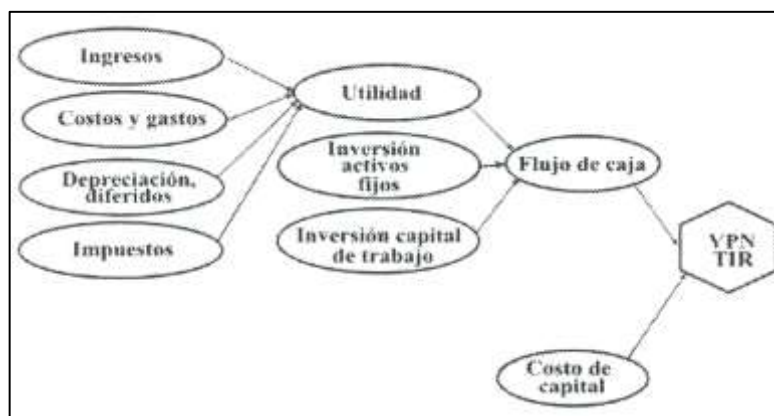 Ingresos
Costos y gastos
Depreciación,
diferidos
Impuestos
Utilidad
Inversión
activos
fijos
Inversión capital
de trabajo
Flujo de caja
VPN
TIR
Costo de
capital